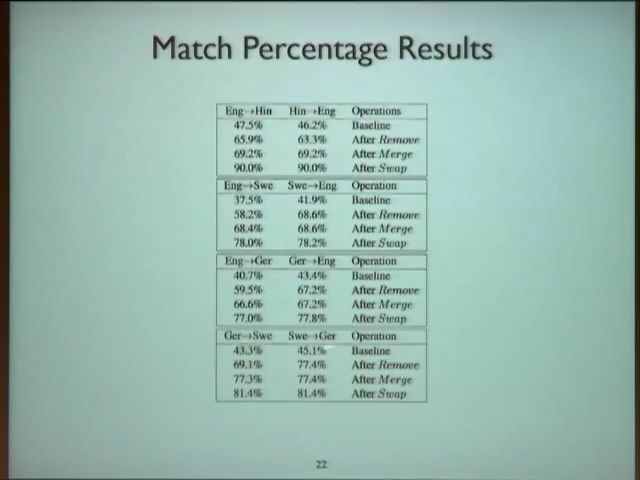 Match Percentage Results
Eng→Hin Hin→Eng Operations
47.5% 46.2% Baseline
65.9% 63.3% After Remove
69.2% 69.2% After Merge
90.0% 90.0% After Swap
Eng→Swe Swe→Eng Operation
37.5% 41.9% Baseline
58.2% 68.6% After Remove
68.4% 68.6% After Merge
78.0% 78.2% After Swap
Eng→Ger Ger→Eng Operation
40.7% 43.4% Baseline
59.5% 67.2% After Remove
66.6% 67.2% After Merge
77.0% 77.8% After Swap
Ger→Swe Swe→Ger Operation
43.3% 45.1% Baseline
69.1% 77.4% After Remove
77.3% 77.4% After Merge
81.4% 81.4% After Swap
22